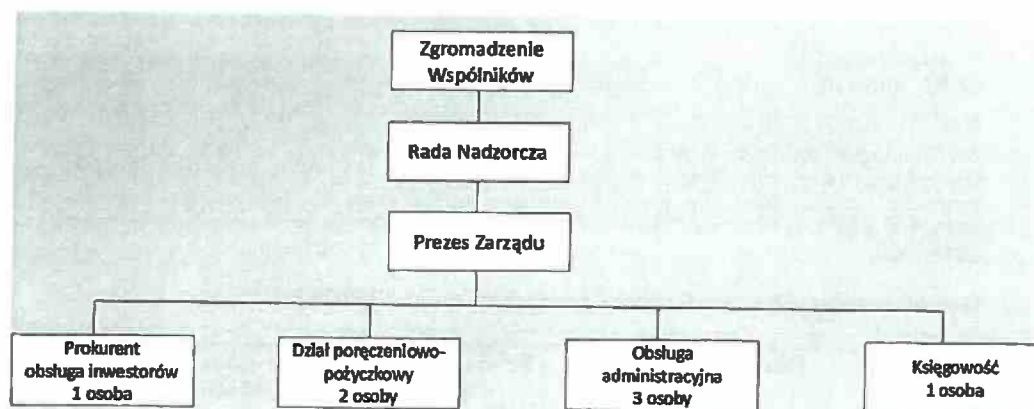 Zgromadzenie
Wspólników
Rada Nadzorcza
Prezes Zarządu
Prokurent
obsługa inwestorów
1 osoba
Dział poręczeniowo-
pożyczkowy
2 osoby
Obsługa
administracyjna
3 osoby
Księgowość
1 osoba